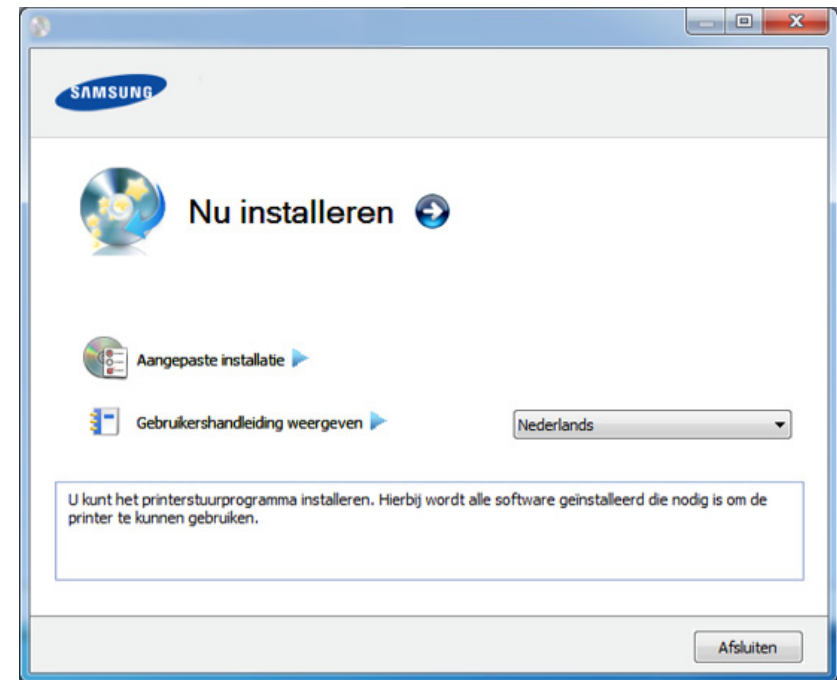 SAMSUNG
Nu installeren
Aangepaste installatie
Gebruikershandleiding weergeven
Nederlands
U kunt het printerstuurprogramma installeren. Hierbij wordt alle software geïnstalleerd die nodig is om de
printer te kunnen gebruiken.
Afsluiten